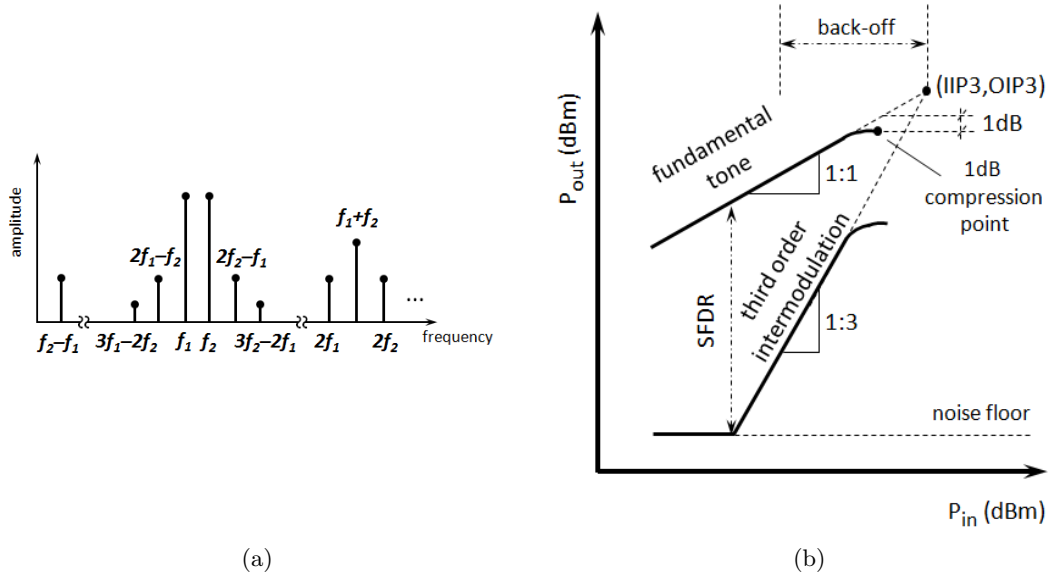 amplitude
f₂–f₁
3f₁–2f₂
2f₁–f₂
f₁
f₂
2f₂–f₁
3f₂–2f₁
f₁+f₂
2f₁
2f₂
...
frequency
(a)
P_out (dBm)
back-off
(IIP3,OIP3)
1dB
1dB
compression
point
fundamental
tone
1:1
SFDR
third order
intermodulation
1:3
noise floor
P_in (dBm)
(b)